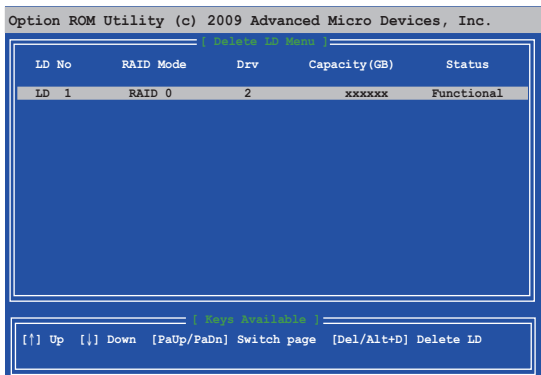 Option ROM Utility (c) 2009 Advanced Micro Devices, Inc.
[ Delete LD Menu ]
LD No RAID Mode Drv Capacity(GB) Status
LD 1 RAID 0 2 xxxxxx Functional
[ Keys Available ]
[↑] Up [↓] Down [PaUp/PaDn] Switch page [Del/Alt+D] Delete LD